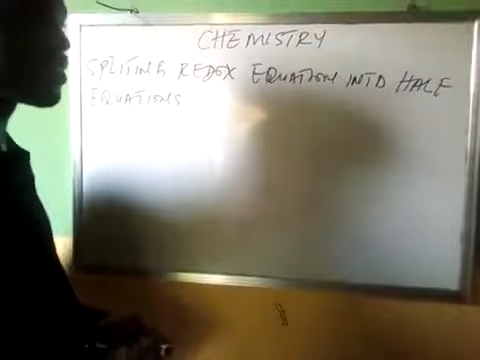 CHEMISTRY
SPLITING REDOX EQUATION INTO HALF
EQUATIONS